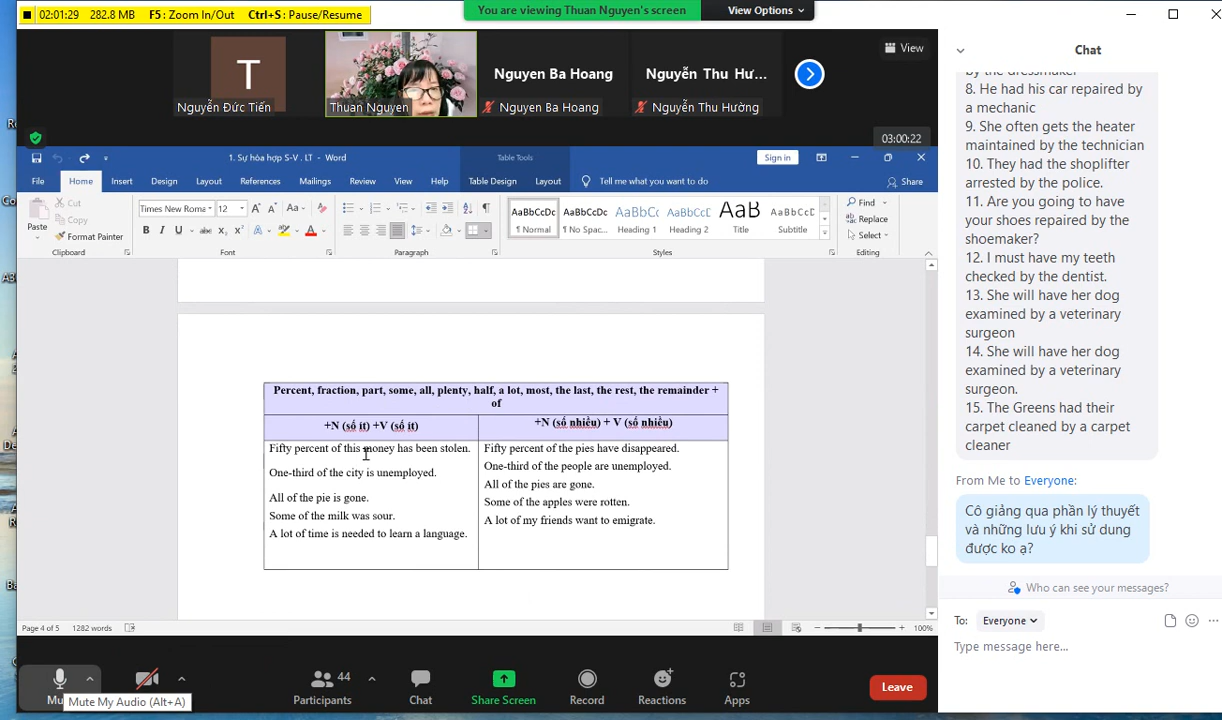 02:01:29 282.8 MB F5: Zoom In/Out Ctrl+S : Pause/Resume
You are viewing Thuan Nguyen's screen View Options
View
T
Nguyễn Đức Tiến
Thuan Nguyen
Nguyen Ba Hoang
Nguyen Ba Hoang
Nguyễn Thu Hư...
Nguyễn Thu Hường
03:00:22
1. Sự hòa hợp S-V . LT - Word
Table Tools
Sign in
File Home Insert Design Layout References Mailings Review View Help Table Design Layout Tell me what you want to do Share
Paste
Cut
Copy
Format Painter
Clipboard
Times New Roma 12
Font
Paragraph
AaBbCcDc AaBbCcDc AaBbCc AaBbCcC AaB AaBbCcC
¶ Normal ¶ No Spac... Heading 1 Heading 2 Title Subtitle
Styles
Find
Replace
Select
Editing
Percent, fraction, part, some, all, plenty, half, a lot, most, the last, the rest, the remainder +
of
+N (số ít) +V (số ít)
+N (số nhiều) + V (số nhiều)
Fifty percent of this money has been stolen.
One-third of the city is unemployed.
All of the pie is gone.
Some of the milk was sour.
A lot of time is needed to learn a language.
Fifty percent of the pies have disappeared.
One-third of the people are unemployed.
All of the pies are gone.
Some of the apples were rotten.
A lot of my friends want to emigrate.
Page 4 of 5 1282 words
100%
Mute My Audio (Alt+A)
44
Participants
Chat
Share Screen
Record
Reactions
Apps
Leave
Chat
by the dressmaker
8. He had his car repaired by
a mechanic
9. She often gets the heater
maintained by the technician
10. They had the shoplifter
arrested by the police.
11. Are you going to have
your shoes repaired by the
shoemaker?
12. I must have my teeth
checked by the dentist.
13. She will have her dog
examined by a veterinary
surgeon
14. She will have her dog
examined by a veterinary
surgeon.
15. The Greens had their
carpet cleaned by a carpet
cleaner
From Me to Everyone:
Cô giảng qua phần lý thuyết
và những lưu ý khi sử dung
được ko ạ?
Who can see your messages?
To: Everyone
Type message here...